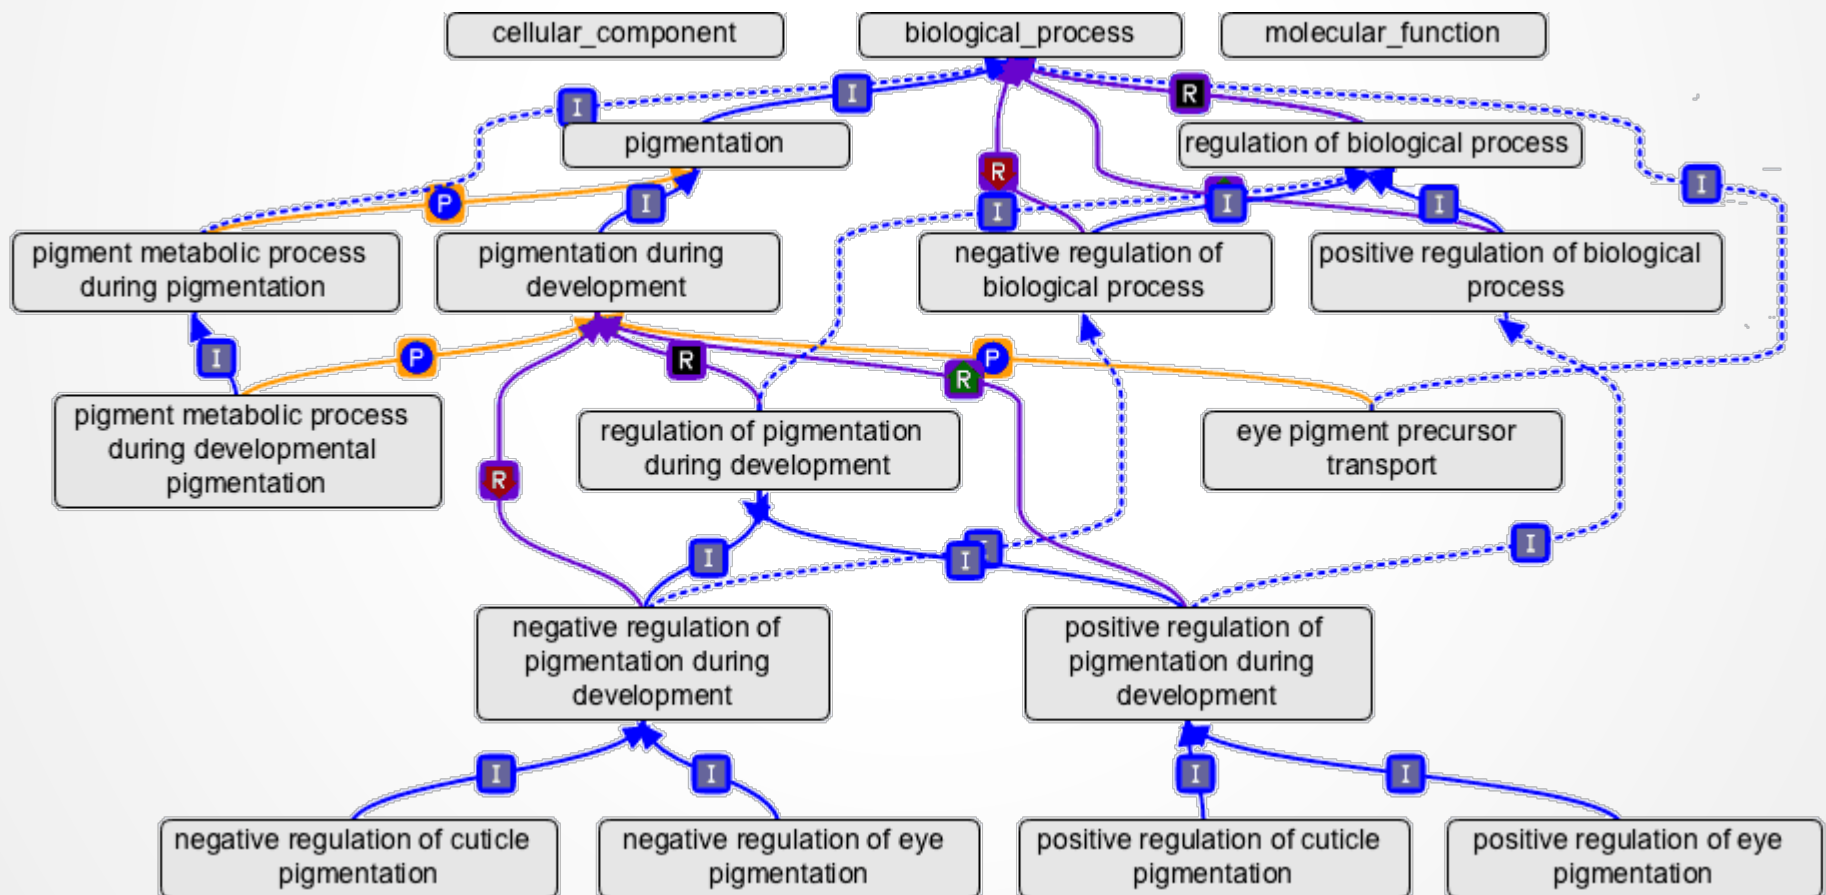 cellular_component
biological_process
molecular_function
I
I
R
pigmentation
regulation of biological process
R
I
P
I
I
I
I
pigment metabolic process
during pigmentation
pigmentation during
development
negative regulation of
biological process
positive regulation of biological
process
I
P
R
P
R
pigment metabolic process
during developmental
pigmentation
regulation of pigmentation
during development
eye pigment precursor
transport
R
I
I
I
I
negative regulation of
pigmentation during
development
positive regulation of
pigmentation during
development
I
I
I
I
negative regulation of cuticle
pigmentation
negative regulation of eye
pigmentation
positive regulation of cuticle
pigmentation
positive regulation of eye
pigmentation